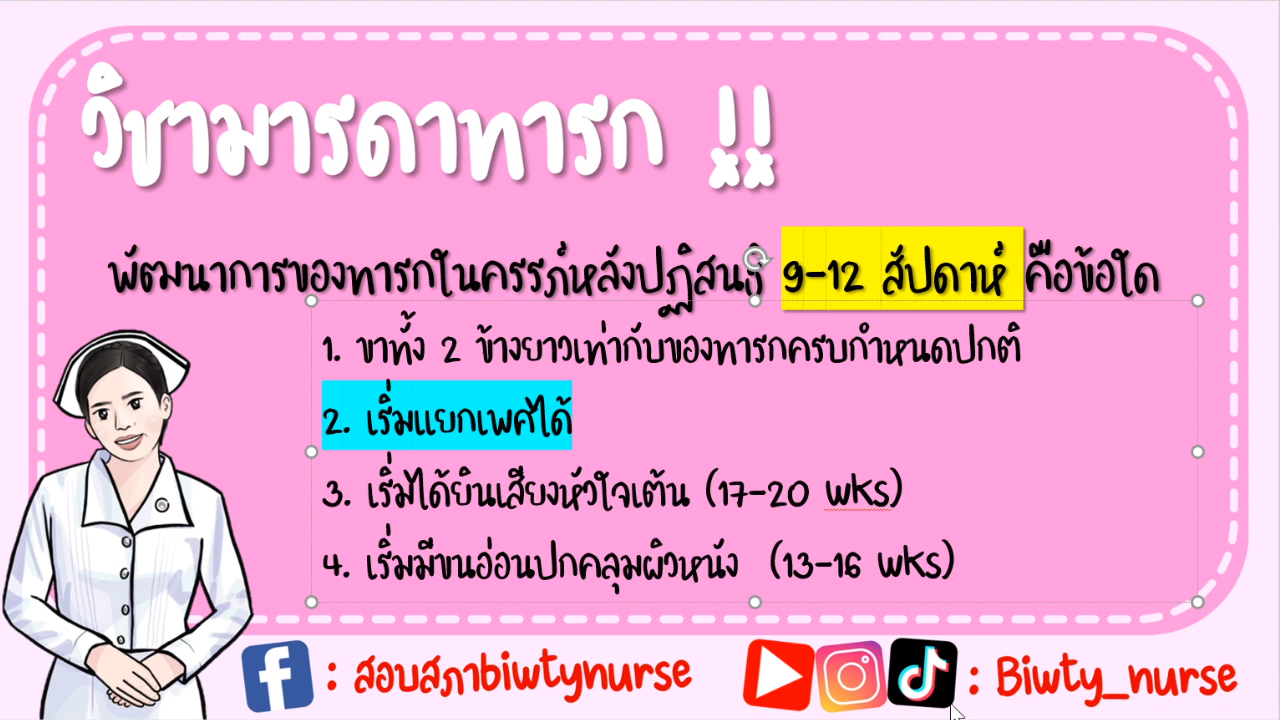 วิชามารดาทารก !!
พัฒนาการของทารกในครรภ์หลังปฏิสนธิ 9-12 สัปดาห์ คือข้อใด
1. ขาทั้ง 2 ข้างยาวเท่ากับของทารกครบกำหนดปกติ
2. เริ่มแยกเพศได้
3. เริ่มได้ยินเสียงหัวใจเต้น (17-20 wks)
4. เริ่มมีขนอ่อนปกคลุมผิวหนัง (13-16 wks)
: สอบสภาbiwtynurse
: Biwty_nurse